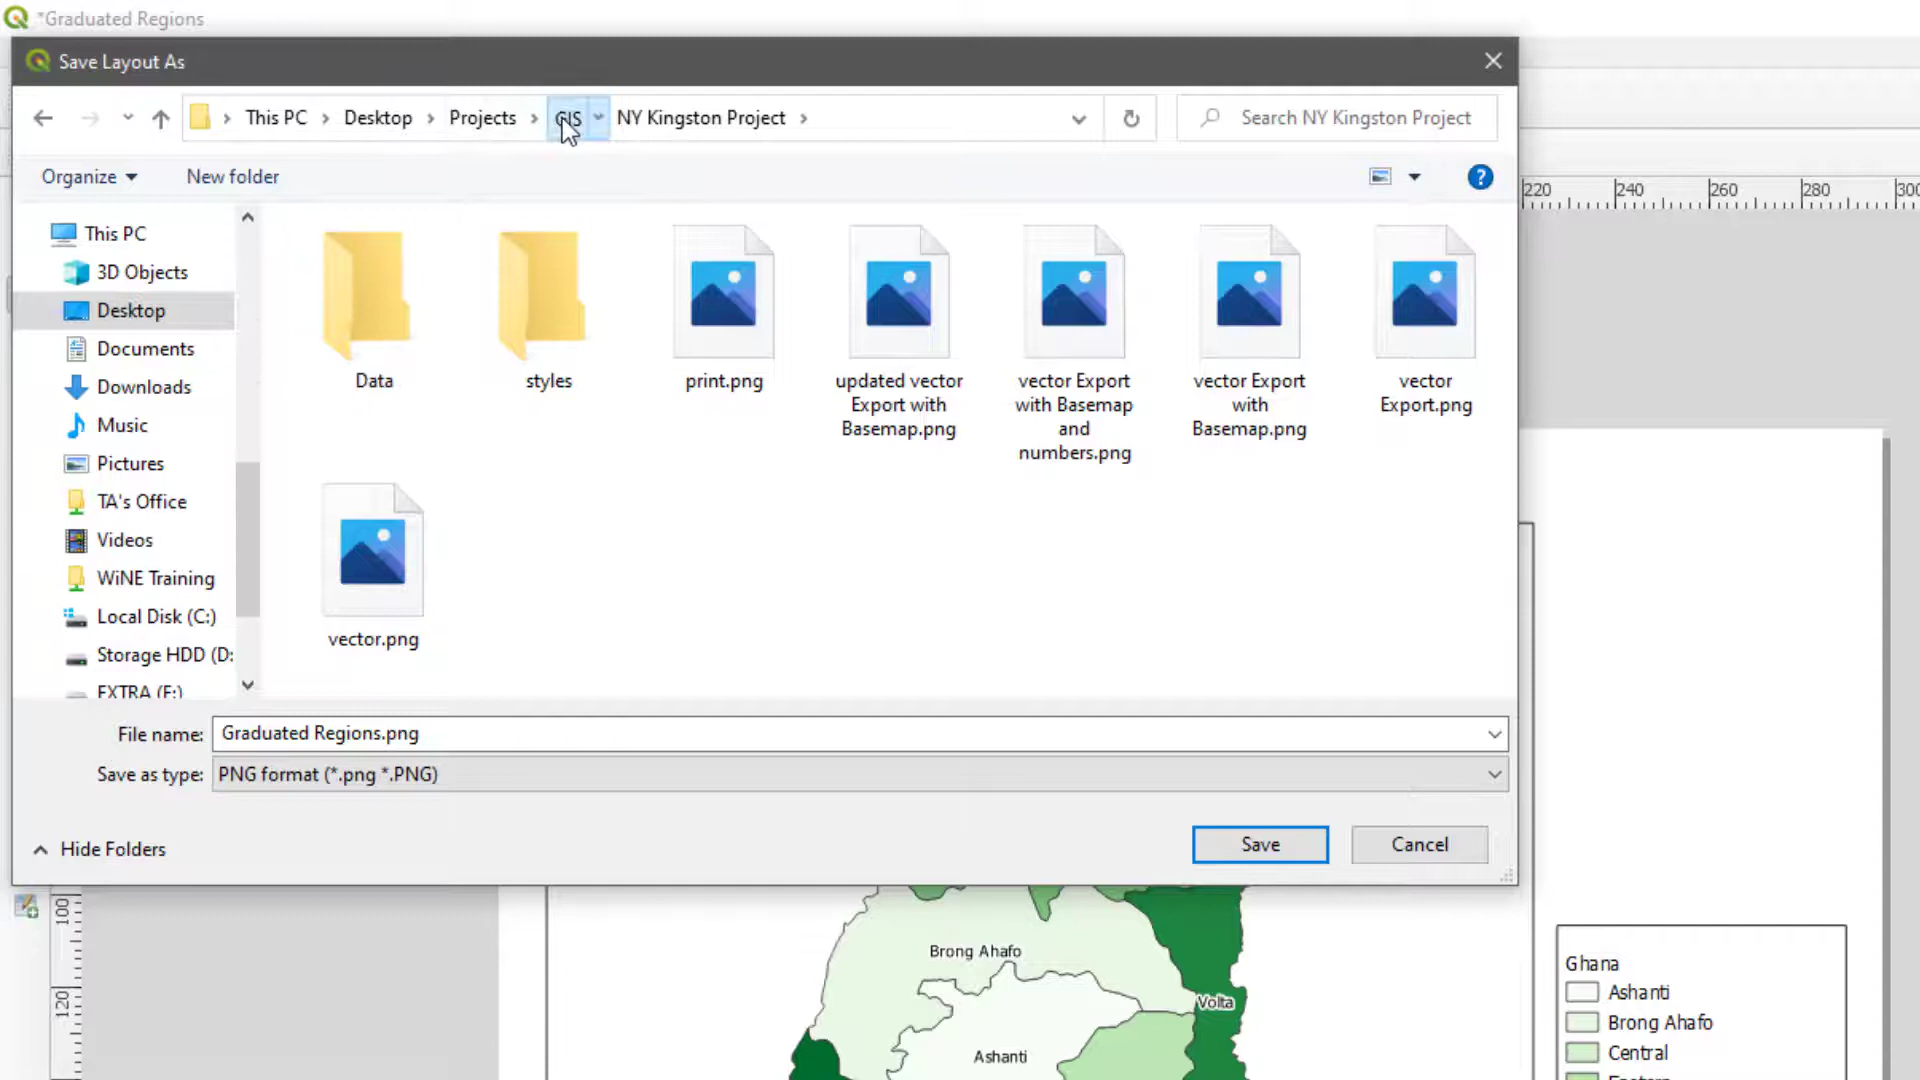 *Graduated Regions
Save Layout As
This PC
Desktop
Projects
GIS
NY Kingston Project
Search NY Kingston Project
Organize
New folder
?
220
240
260
280
300
This PC
3D Objects
Desktop
Documents
Downloads
Music
Pictures
TA's Office
Videos
WiNE Training
Local Disk (C:)
Storage HDD (D:
EXTRA (E:)
Data
styles
print.png
updated vector
Export with
Basemap.png
vector Export
with Basemap
and
numbers.png
vector Export
with
Basemap.png
vector
Export.png
vector.png
File name:
Graduated Regions.png
Save as type:
PNG format (*.png *.PNG)
Hide Folders
Save
Cancel
100
120
Brong Ahafo
Volta
Ashanti
Ghana
Ashanti
Brong Ahafo
Central